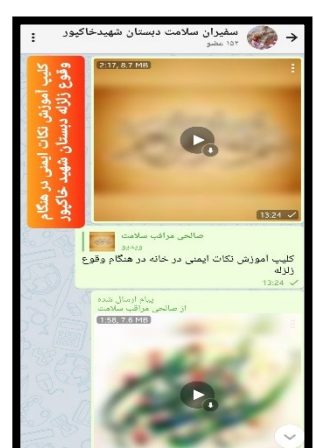 سفیران سلامت دبستان شهیدخاکپور
۱۵۲ عضو
کلیپ آموزش نکات ایمنی در هنگام
وقوع زلزله دبستان شهید خاکپور
2:17, 8.7 MB
13:24
صالحی مراقب سلامت
ویدیو
کلیپ آموزش نکات ایمنی در خانه در هنگام وقوع
زلزله
13:24
پیام ارسال شده
از صالحی مراقب سلامت
1:58, 7.6 MB